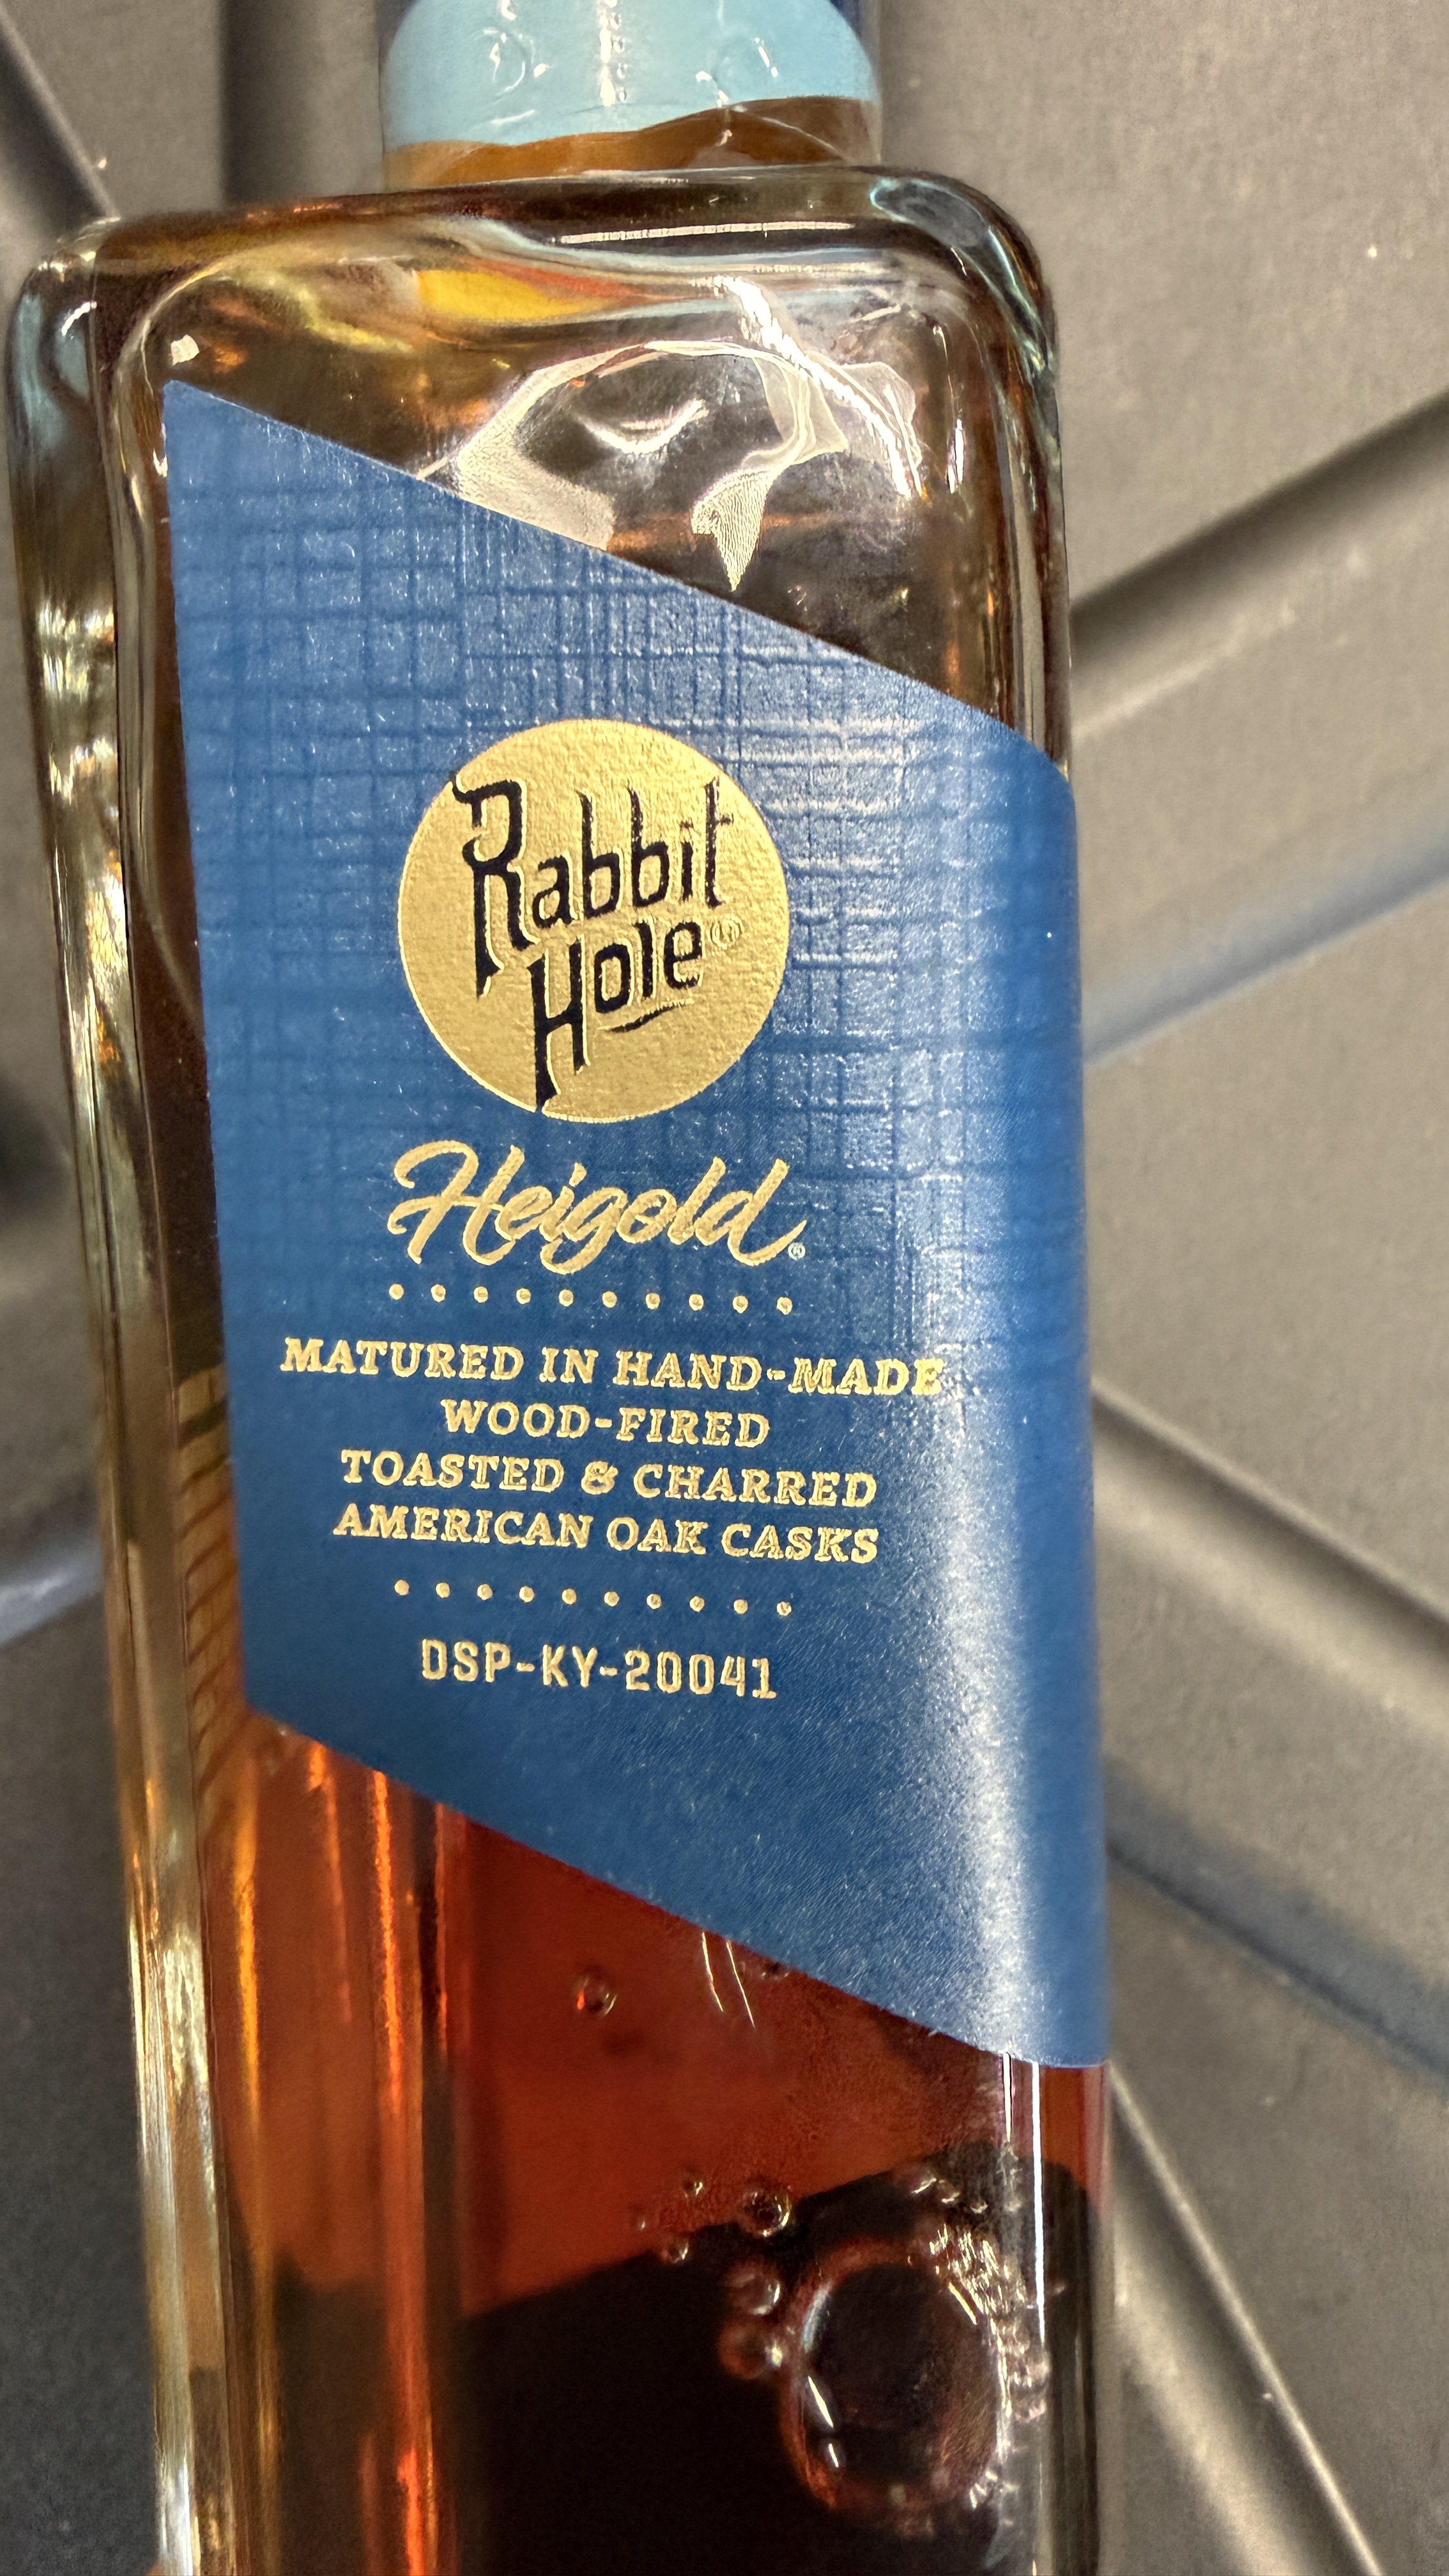 Rabbit
Hole®
Heigold®
MATURED IN HAND-MADE
WOOD-FIRED
TOASTED & CHARRED
AMERICAN OAK CASKS
DSP-KY-20041